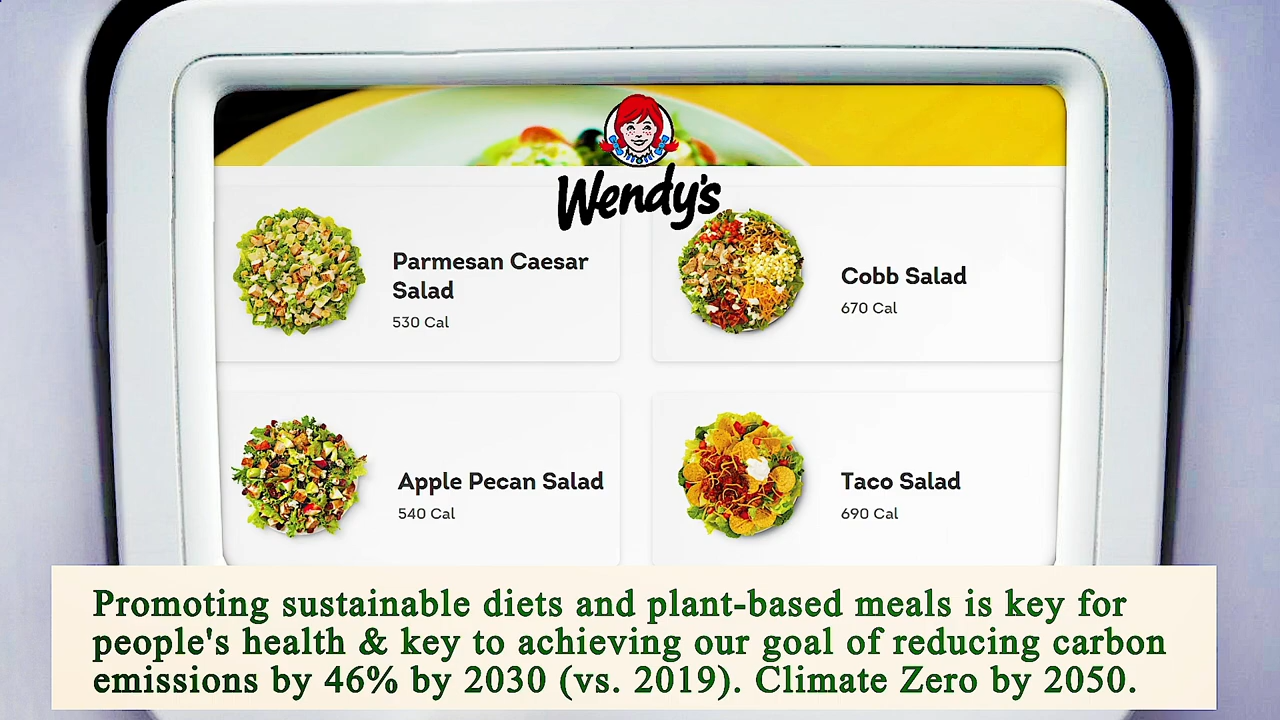 Wendy's
Parmesan Caesar
Salad
530 Cal
Cobb Salad
670 Cal
Apple Pecan Salad
540 Cal
Taco Salad
690 Cal
Promoting sustainable diets and plant-based meals is key for
people's health & key to achieving our goal of reducing carbon
emissions by 46% by 2030 (vs. 2019). Climate Zero by 2050.